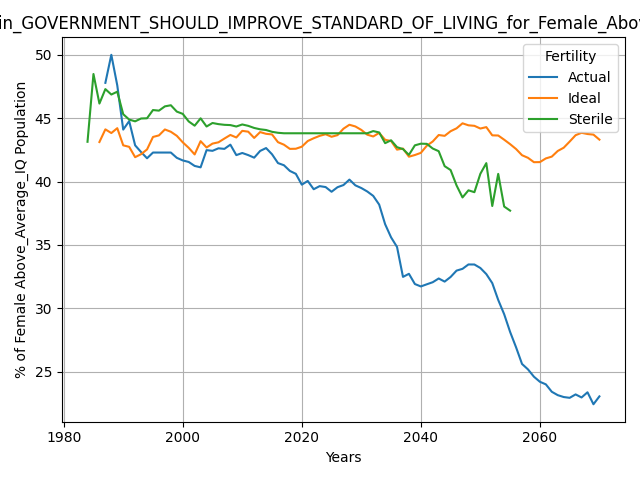 in_GOVERNMENT_SHOULD_IMPROVE_STANDARD_OF_LIVING_for_Female_Abov
Fertility
Actual
Ideal
Sterile
% of Female Above_Average_IQ Population
50
45
40
35
30
25
1980
2000
2020
2040
2060
Years